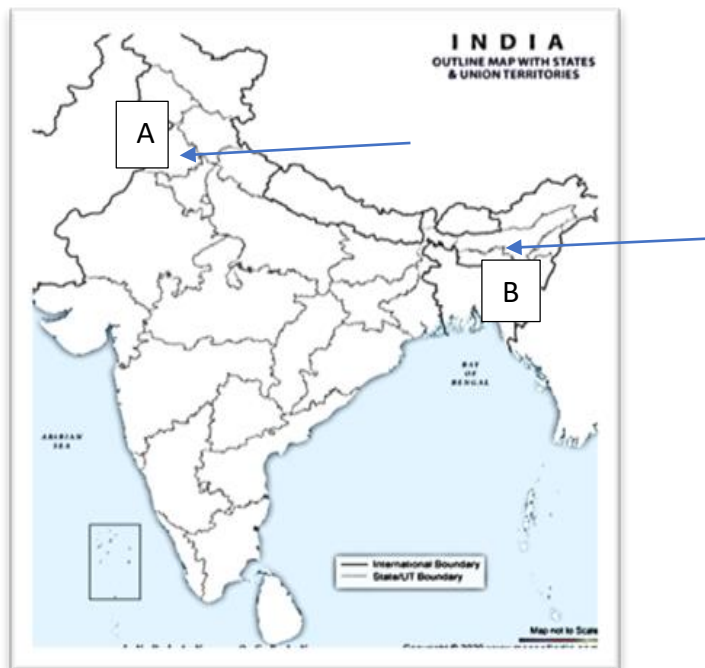 INDIA
OUTLINE MAP WITH STATES
& UNION TERRITORIES
A
B
BAY
OF
BENGAL
ARABIAN
SEA
International Boundary
State/UT Boundary
Map not to Scale